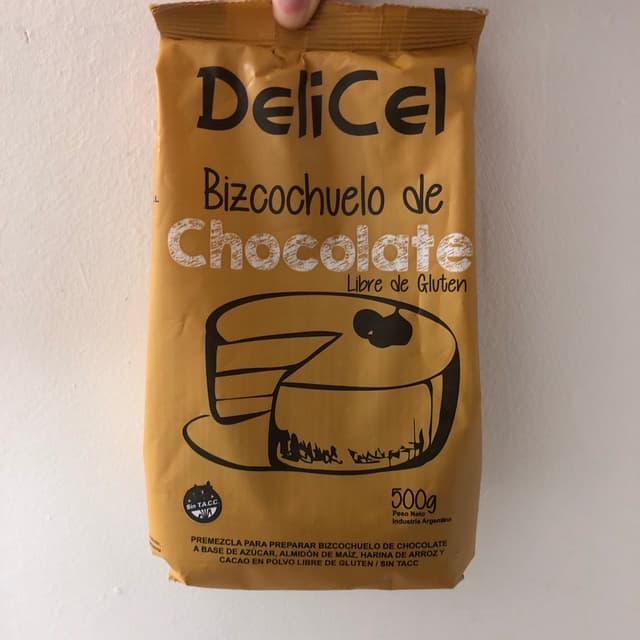 DeliCel
Bizcochuelo de
Chocolate
Libre de Gluten
Sin T.A.C.C.
500g
Peso Neto
Industria Argentina
PREMEZCLA PARA PREPARAR BIZCOCHUELO DE CHOCOLATE
A BASE DE AZÚCAR, ALMIDÓN DE MAÍZ, HARINA DE ARROZ Y
CACAO EN POLVO LIBRE DE GLUTEN / SIN TACC